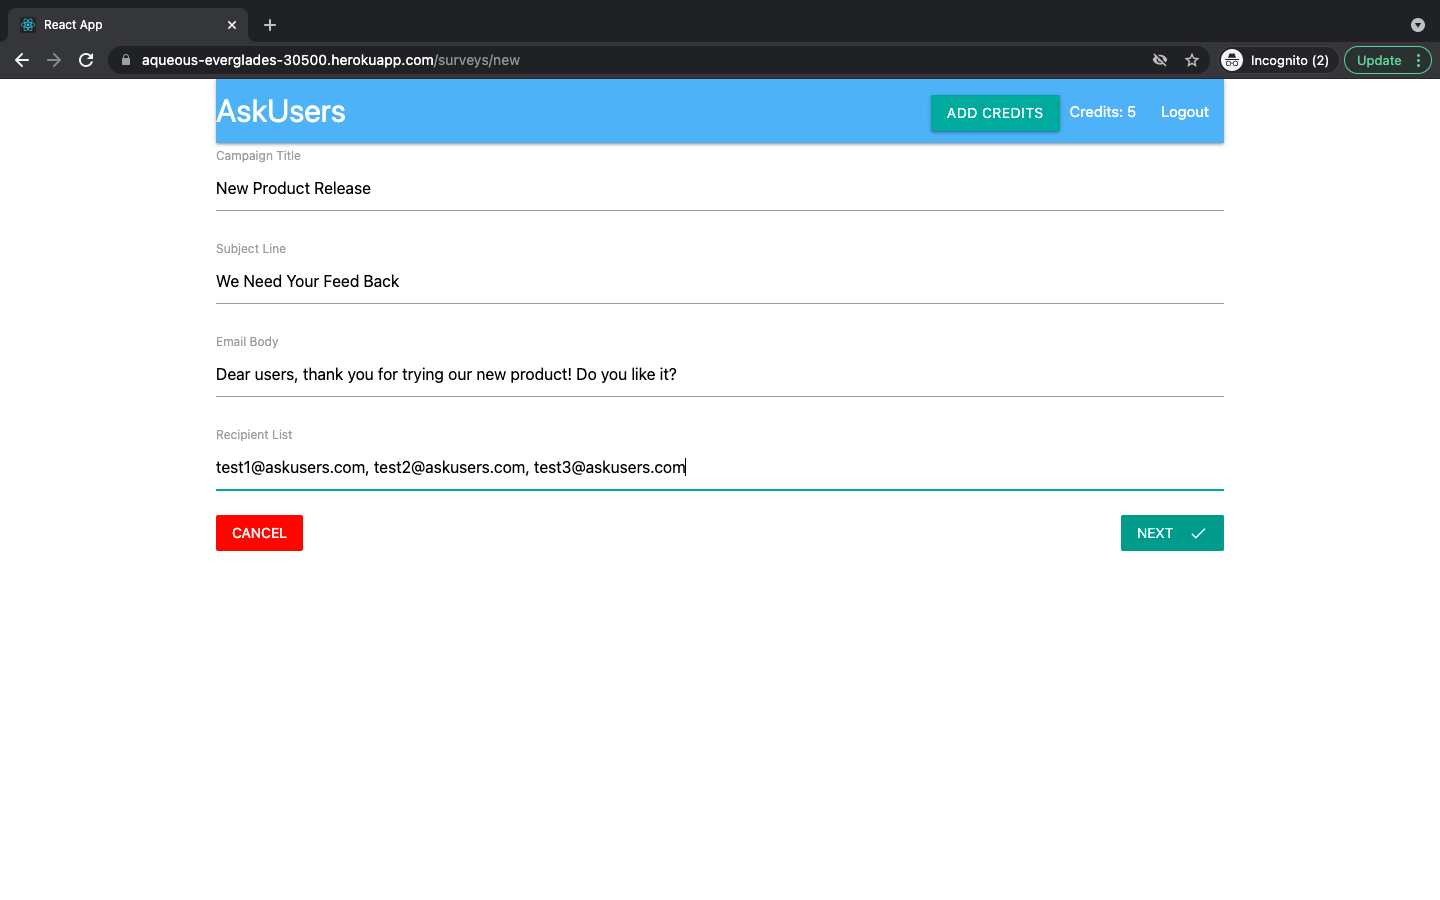 React App
aqueous-everglades-30500.herokuapp.com/surveys/new
Incognito (2)
Update
AskUsers
ADD CREDITS
Credits: 5
Logout
Campaign Title
New Product Release
Subject Line
We Need Your Feed Back
Email Body
Dear users, thank you for trying our new product! Do you like it?
Recipient List
test1@askusers.com, test2@askusers.com, test3@askusers.com
CANCEL
NEXT